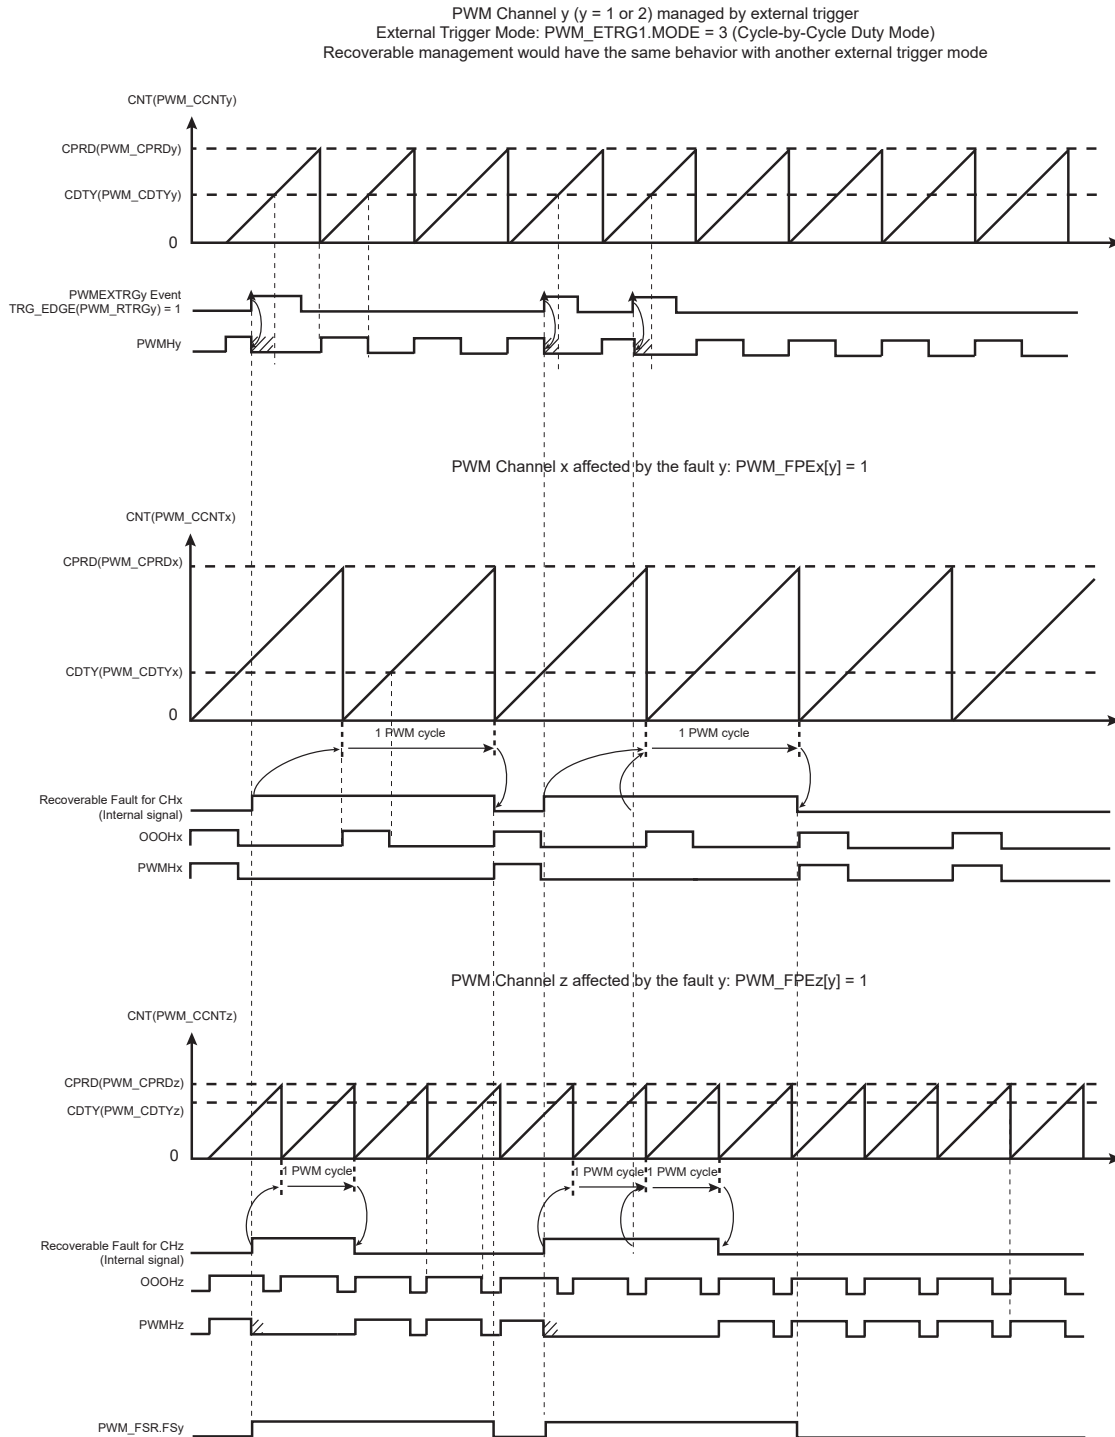 PWM Channel y (y = 1 or 2) managed by external trigger
External Trigger Mode: PWM_ETRG1.MODE = 3 (Cycle-by-Cycle Duty Mode)
Recoverable management would have the same behavior with another external trigger mode
CNT(PWM_CCNTy)
CPRD(PWM_CPRDy)
CDTY(PWM_CDTYy)
0
PWMEXTRGy Event
TRG_EDGE(PWM_RTRGy) = 1
PWMHy
PWM Channel x affected by the fault y: PWM_FPEx[y] = 1
CNT(PWM_CCNTx)
CPRD(PWM_CPRDx)
CDTY(PWM_CDTYx)
0
1 PWM cycle 1 PWM cycle
Recoverable Fault for CHx
(Internal signal)
OOOHx
PWMHx
PWM Channel z affected by the fault y: PWM_FPEz[y] = 1
CNT(PWM_CCNTz)
CPRD(PWM_CPRDz)
CDTY(PWM_CDTYz)
0
1 PWM cycle 1 PWM cycle 1 PWM cycle
Recoverable Fault for CHz
(Internal signal)
OOOHz
PWMHz
PWM_FSR.FSy